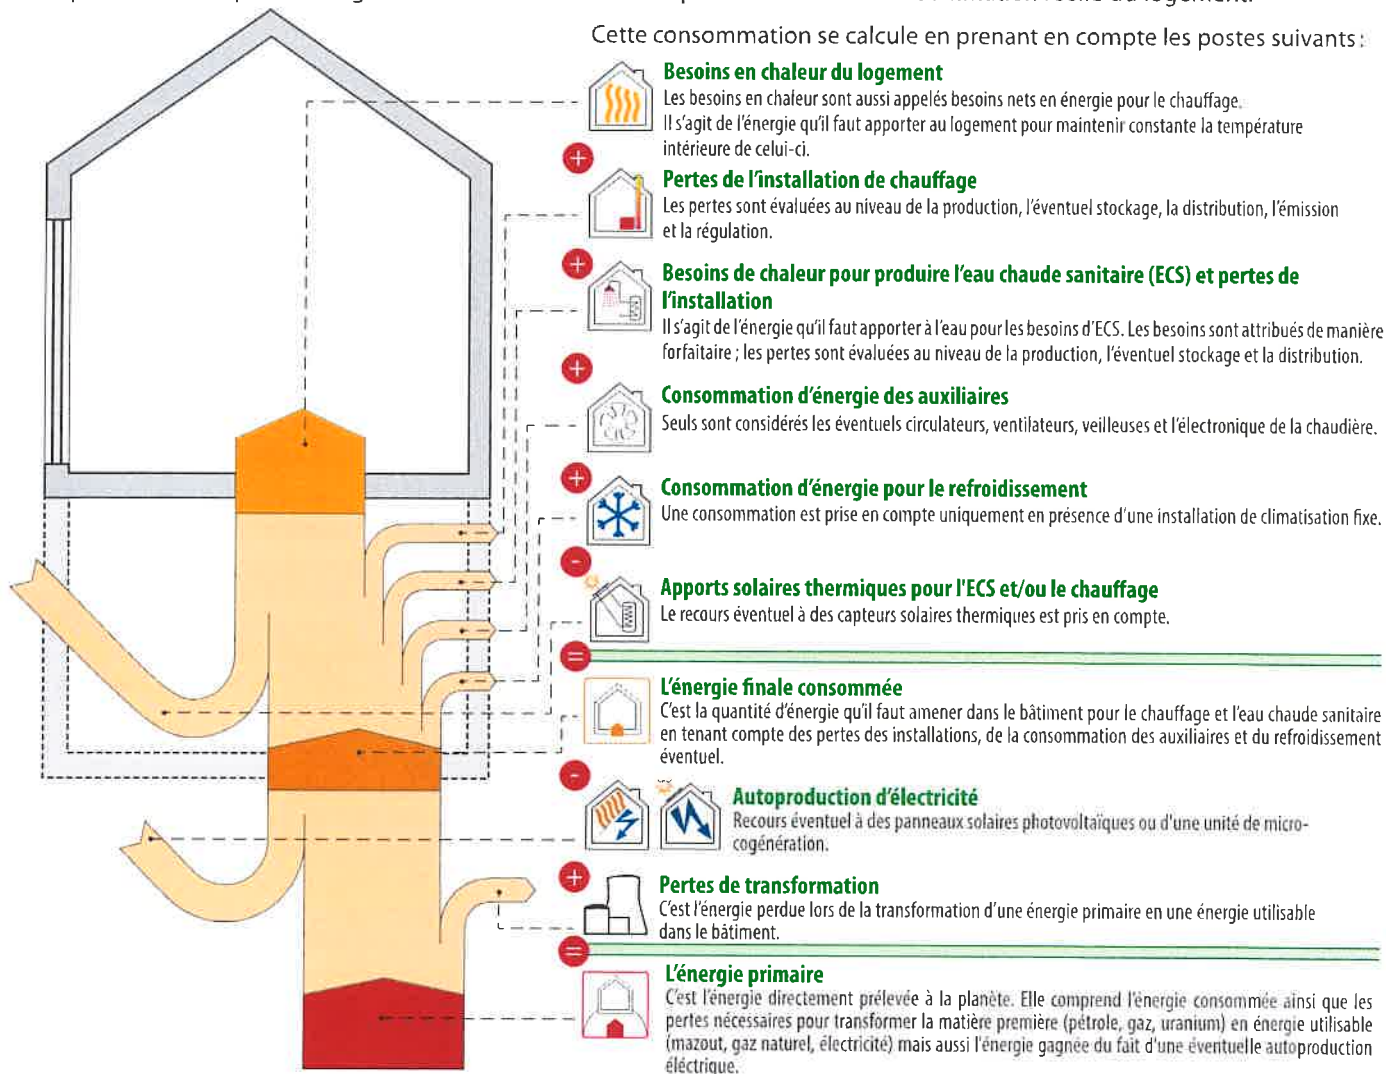 Cette consommation se calcule en prenant en compte les postes suivants :
Besoins en chaleur du logement
Les besoins en chaleur sont aussi appelés besoins nets en énergie pour le chauffage.
Il s'agit de l'énergie qu'il faut apporter au logement pour maintenir constante la température
intérieure de celui-ci.
+
Pertes de l'installation de chauffage
Les pertes sont évaluées au niveau de la production, l'éventuel stockage, la distribution, l'émission
et la régulation.
+
Besoins de chaleur pour produire l'eau chaude sanitaire (ECS) et pertes de
l'installation
Il s'agit de l'énergie qu'il faut apporter à l'eau pour les besoins d'ECS. Les besoins sont attribués de manière
forfaitaire ; les pertes sont évaluées au niveau de la production, l'éventuel stockage et la distribution.
+
Consommation d'énergie des auxiliaires
Seuls sont considérés les éventuels circulateurs, ventilateurs, veilleuses et l'électronique de la chaudière.
+
Consommation d'énergie pour le refroidissement
Une consommation est prise en compte uniquement en présence d'une installation de climatisation fixe.
-
Apports solaires thermiques pour l'ECS et/ou le chauffage
Le recours éventuel à des capteurs solaires thermiques est pris en compte.
=
L'énergie finale consommée
C'est la quantité d'énergie qu'il faut amener dans le bâtiment pour le chauffage et l'eau chaude sanitaire
en tenant compte des pertes des installations, de la consommation des auxiliaires et du refroidissement
éventuel.
-
Autoproduction d'électricité
Recours éventuel à des panneaux solaires photovoltaïques ou d'une unité de micro-
cogénération.
+
Pertes de transformation
C'est l'énergie perdue lors de la transformation d'une énergie primaire en une énergie utilisable
dans le bâtiment.
=
L'énergie primaire
C'est l'énergie directement prélevée à la planète. Elle comprend l'énergie consommée ainsi que les
pertes nécessaires pour transformer la matière première (pétrole, gaz, uranium) en énergie utilisable
(mazout, gaz naturel, électricité) mais aussi l'énergie gagnée du fait d'une éventuelle autoproduction
éléctrique.